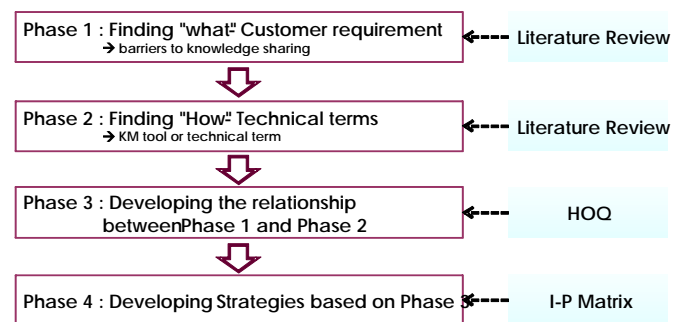 Phase 1 : Finding "what" Customer requirement
→ barriers to knowledge sharing
Literature Review
Phase 2 : Finding "How" Technical terms
→ KM tool or technical term
Literature Review
Phase 3 : Developing the relationship
betweenPhase 1 and Phase 2
HOQ
Phase 4 : Developing Strategies based on Phase 3
I-P Matrix